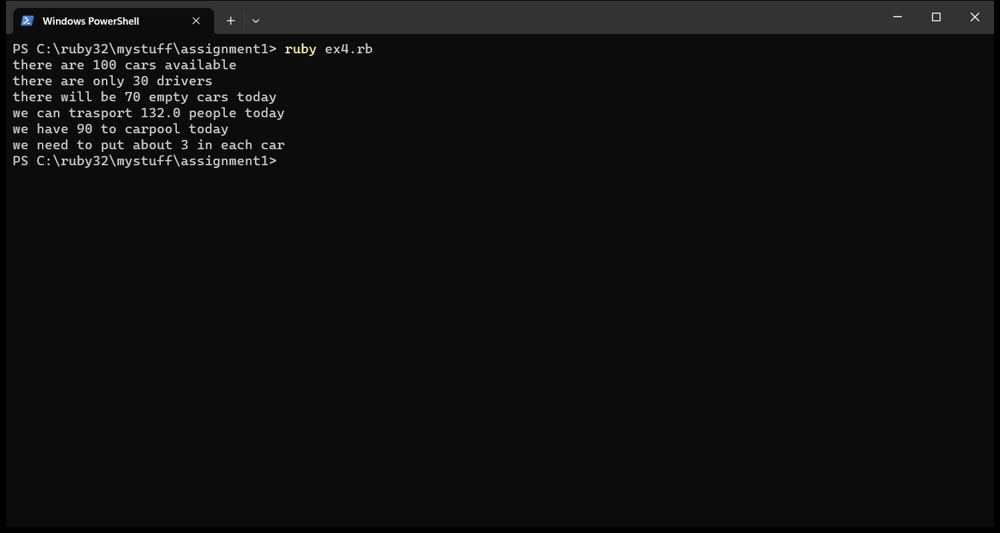 Windows PowerShell
PS C:\ruby32\mystuff\assignment1> ruby ex4.rb
there are 100 cars available
there are only 30 drivers
there will be 70 empty cars today
we can trasport 132.0 people today
we have 90 to carpool today
we need to put about 3 in each car
PS C:\ruby32\mystuff\assignment1>